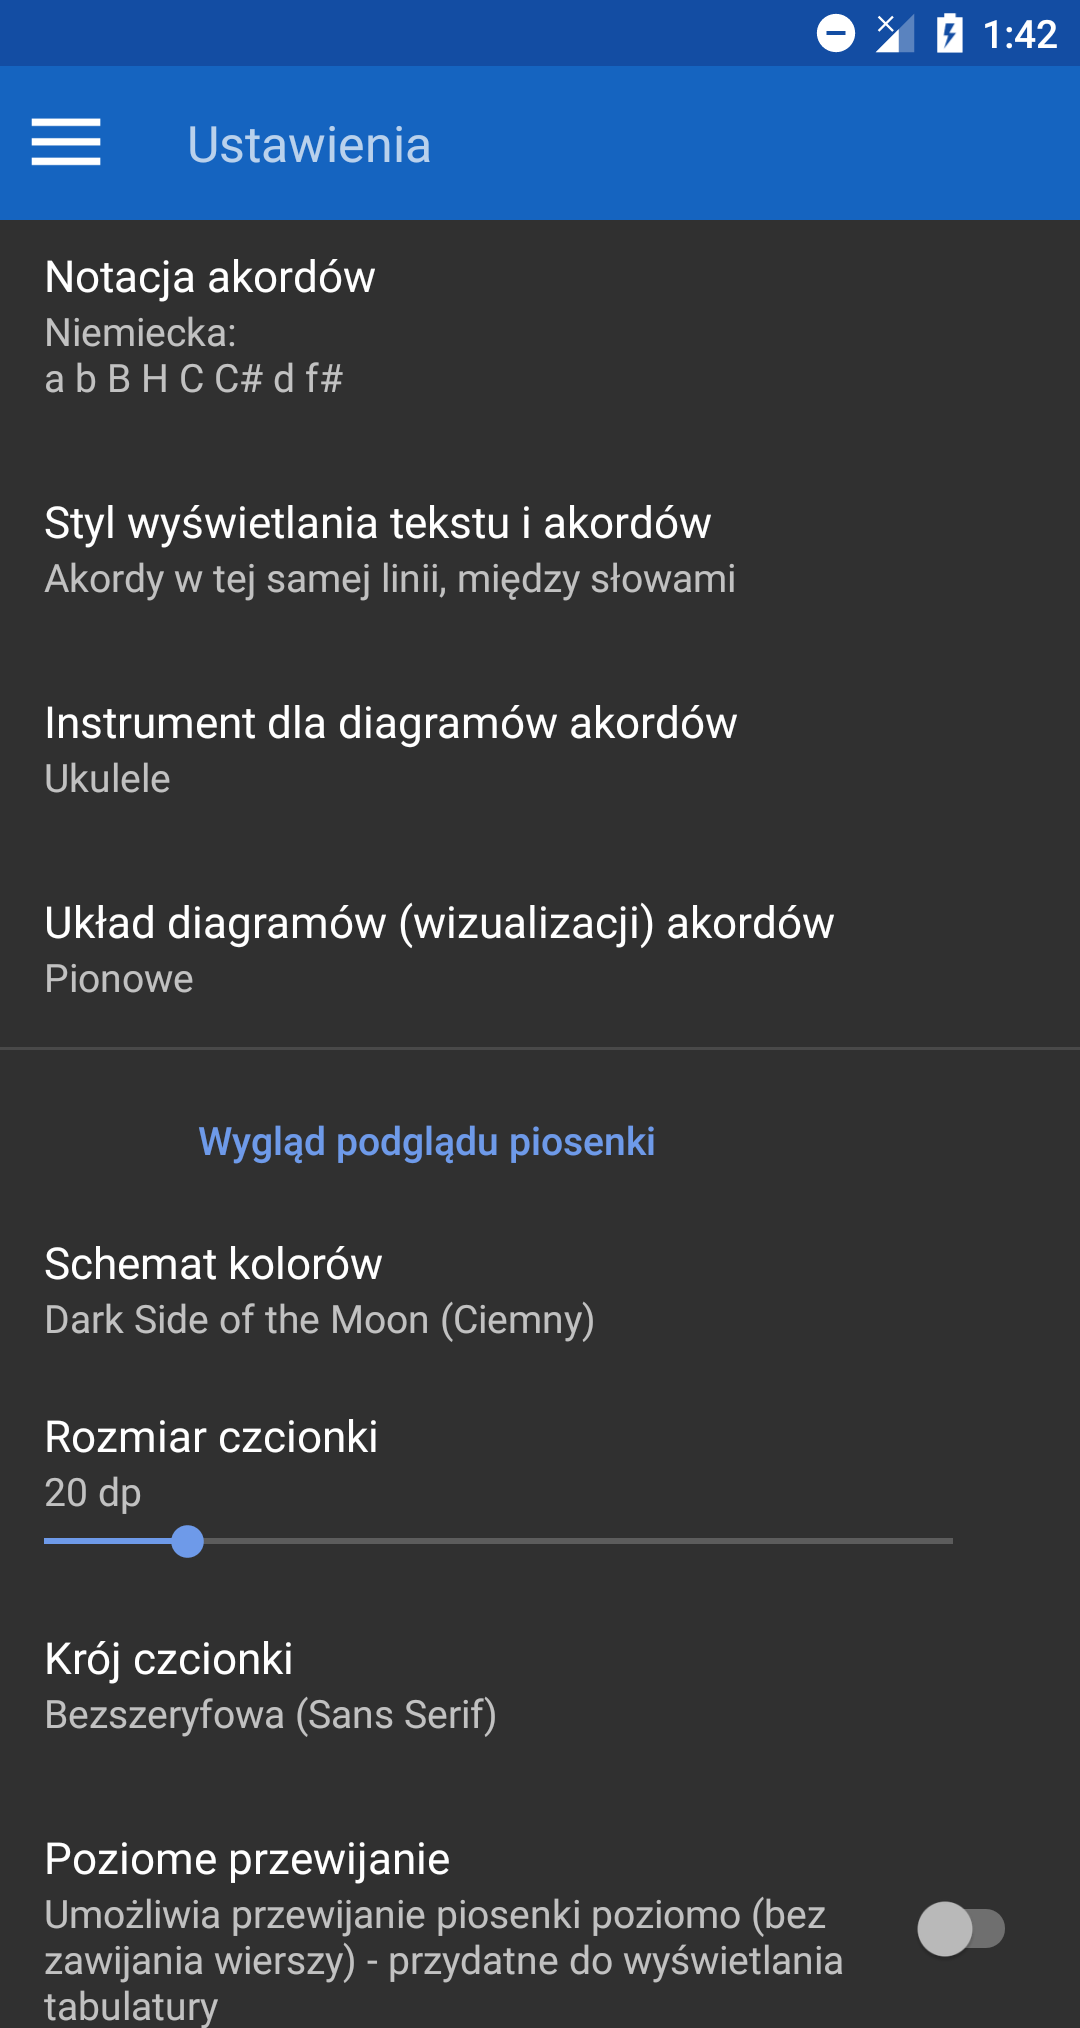 1:42
Ustawienia
Notacja akordów
Niemiecka:
a b B H C C# d f#
Styl wyświetlania tekstu i akordów
Akordy w tej samej linii, między słowami
Instrument dla diagramów akordów
Ukulele
Układ diagramów (wizualizacji) akordów
Pionowe
Wygląd podglądu piosenki
Schemat kolorów
Dark Side of the Moon (Ciemny)
Rozmiar czcionki
20 dp
Krój czcionki
Bezszeryfowa (Sans Serif)
Poziome przewijanie
Umożliwia przewijanie piosenki poziomo (bez
zawijania wierszy) - przydatne do wyświetlania
tabulatury